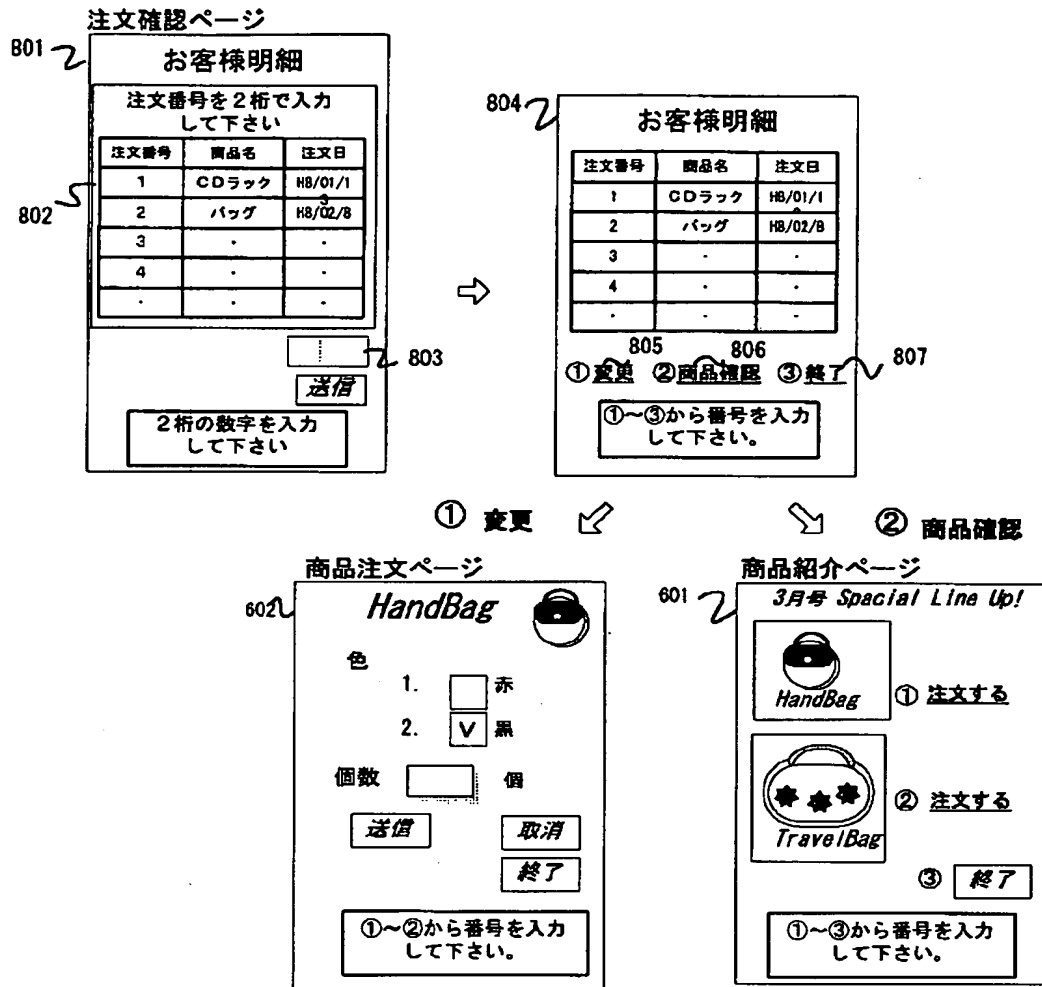 注文確認ページ
801
お客様明細
注文番号を2桁で入力
して下さい
注文番号 商品名 注文日
1 CDラック H8/01/1
3
2 バッグ H8/02/8
3 ・ ・
4 ・ ・
・ ・ ・
802
803
送信
2桁の数字を入力
して下さい
804
お客様明細
注文番号 商品名 注文日
1 CDラック H8/01/1
2 バッグ H8/02/8
3 ・ ・
4 ・ ・
・ ・ ・
805 806 807
①変更 ②商品確認 ③終了
①～③から番号を入力
して下さい。
① 変更
② 商品確認
商品注文ページ
602
HandBag
色
1. 赤
2. V 黒
個数 個
送信 取消
終了
①～②から番号を入力
して下さい。
商品紹介ページ
601
3月号 Spacial Line Up!
HandBag
① 注文する
② 注文する
TravelBag
③ 終了
①～③から番号を入力
して下さい。